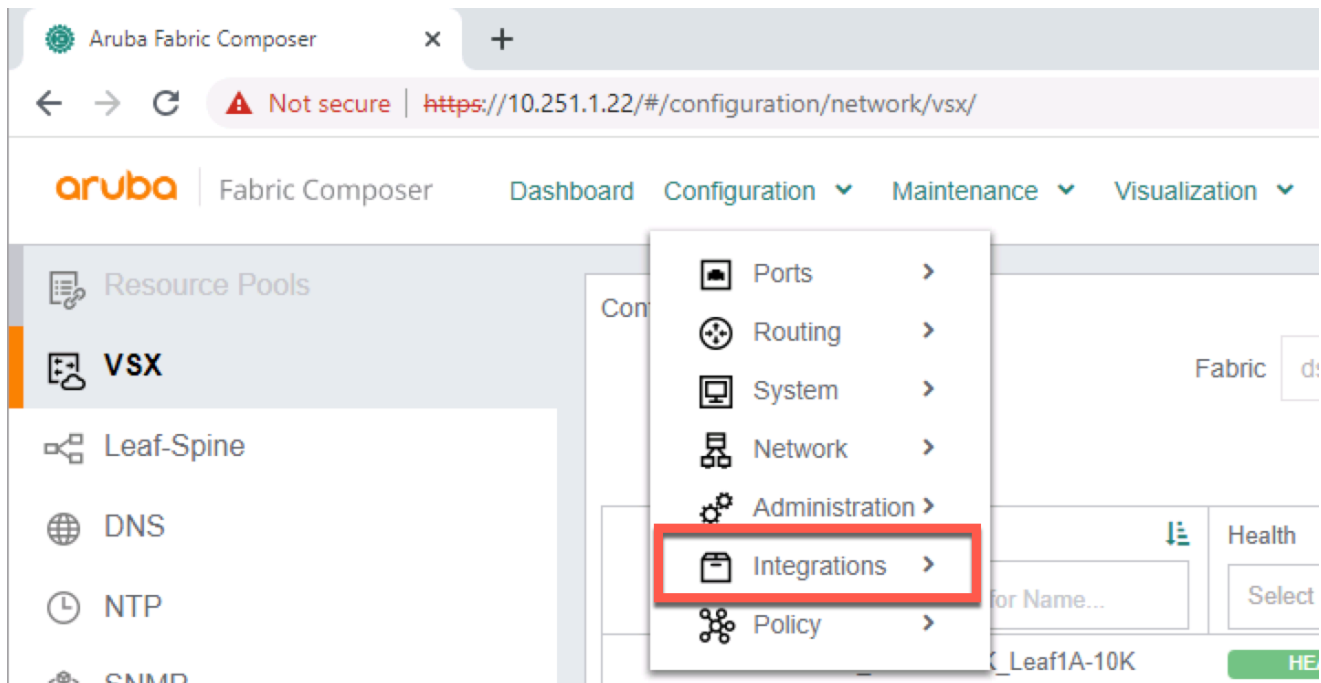 Aruba Fabric Composer
Not secure https://10.251.1.22/#/configuration/network/vsx/
aruba Fabric Composer Dashboard Configuration Maintenance Visualization
Resource Pools
VSX
Leaf-Spine
DNS
NTP
SNMP
Ports
Routing
System
Network
Administration
Integrations
Policy
Fabric
Health
Select
for Name...
_Leaf1A-10K